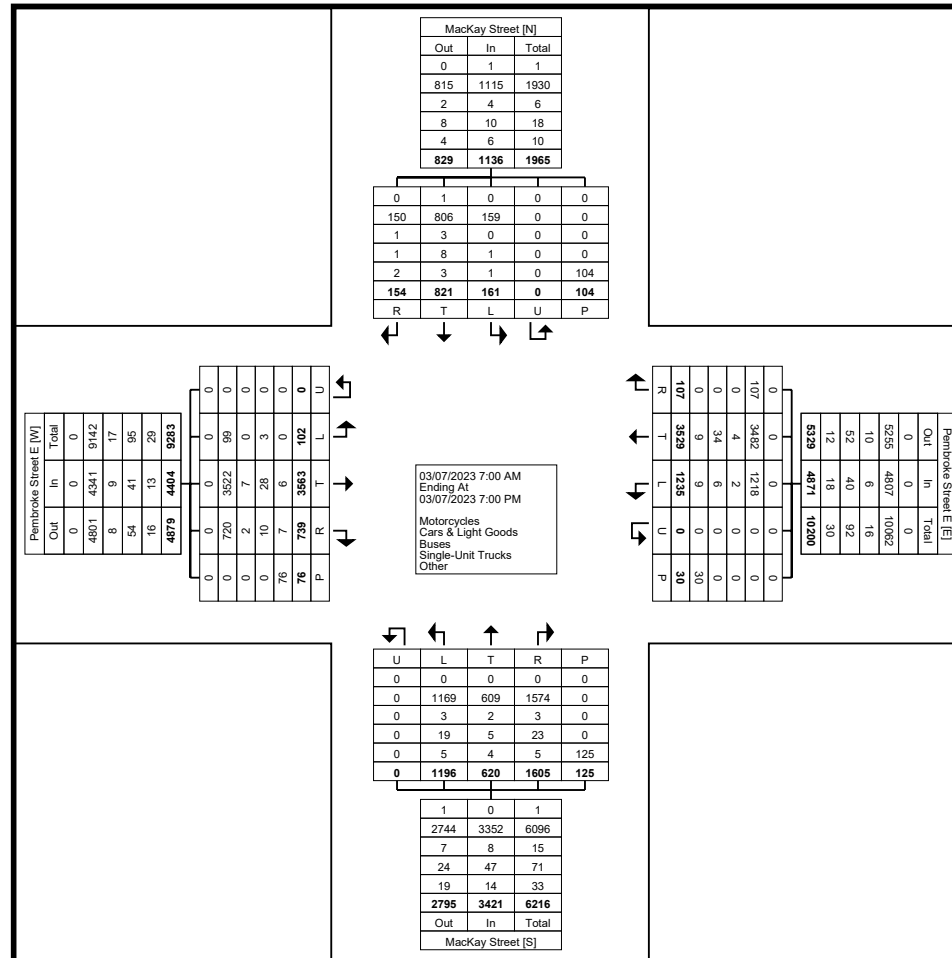 MacKay Street [N]
Out In Total
0 1 1
815 1115 1930
2 4 6
8 10 18
4 6 10
829 1136 1965
0 1 0 0 0
150 806 159 0 0
1 3 0 0 0
1 8 1 0 0
2 3 1 0 104
154 821 161 0 104
R T L U P
Pembroke Street E [W]
Out In Total
0 0 0
4801 4341 9142
8 9 17
54 41 95
16 13 29
4879 4404 9283
0 0 0 0 0
0 720 3522 99 0
0 2 7 0 0
0 10 28 3 0
76 7 6 0 0
76 739 3563 102 0
P R T L U
03/07/2023 7:00 AM
Ending At
03/07/2023 7:00 PM
Motorcycles
Cars & Light Goods
Buses
Single-Unit Trucks
Other
Pembroke Street E [E]
Out In Total
0 0 0
5255 4807 10062
10 6 16
52 40 92
12 18 30
5329 4871 10200
0 0 0 0 0
107 3482 1218 0 0
0 4 2 0 0
0 34 6 0 0
0 9 9 0 30
107 3529 1235 0 30
R T L U P
U L T R P
0 0 0 0 0
0 1169 609 1574 0
0 3 2 3 0
0 19 5 23 0
0 5 4 5 125
0 1196 620 1605 125
1 0 1
2744 3352 6096
7 8 15
24 47 71
19 14 33
2795 3421 6216
Out In Total
MacKay Street [S]